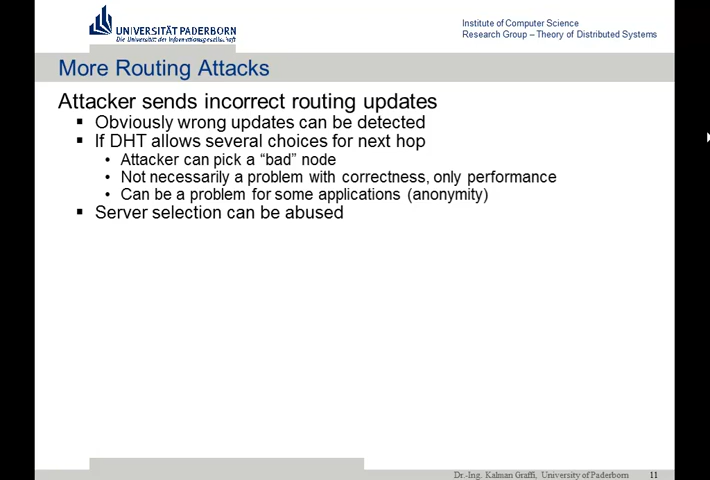 UNIVERSITÄT PADERBORN
Die Universität der Informationsgesellschaft
Institute of Computer Science
Research Group – Theory of Distributed Systems
More Routing Attacks
Attacker sends incorrect routing updates
▪ Obviously wrong updates can be detected
▪ If DHT allows several choices for next hop
• Attacker can pick a “bad” node
• Not necessarily a problem with correctness, only performance
• Can be a problem for some applications (anonymity)
▪ Server selection can be abused
Dr.-Ing. Kalman Graffi, University of Paderborn 11